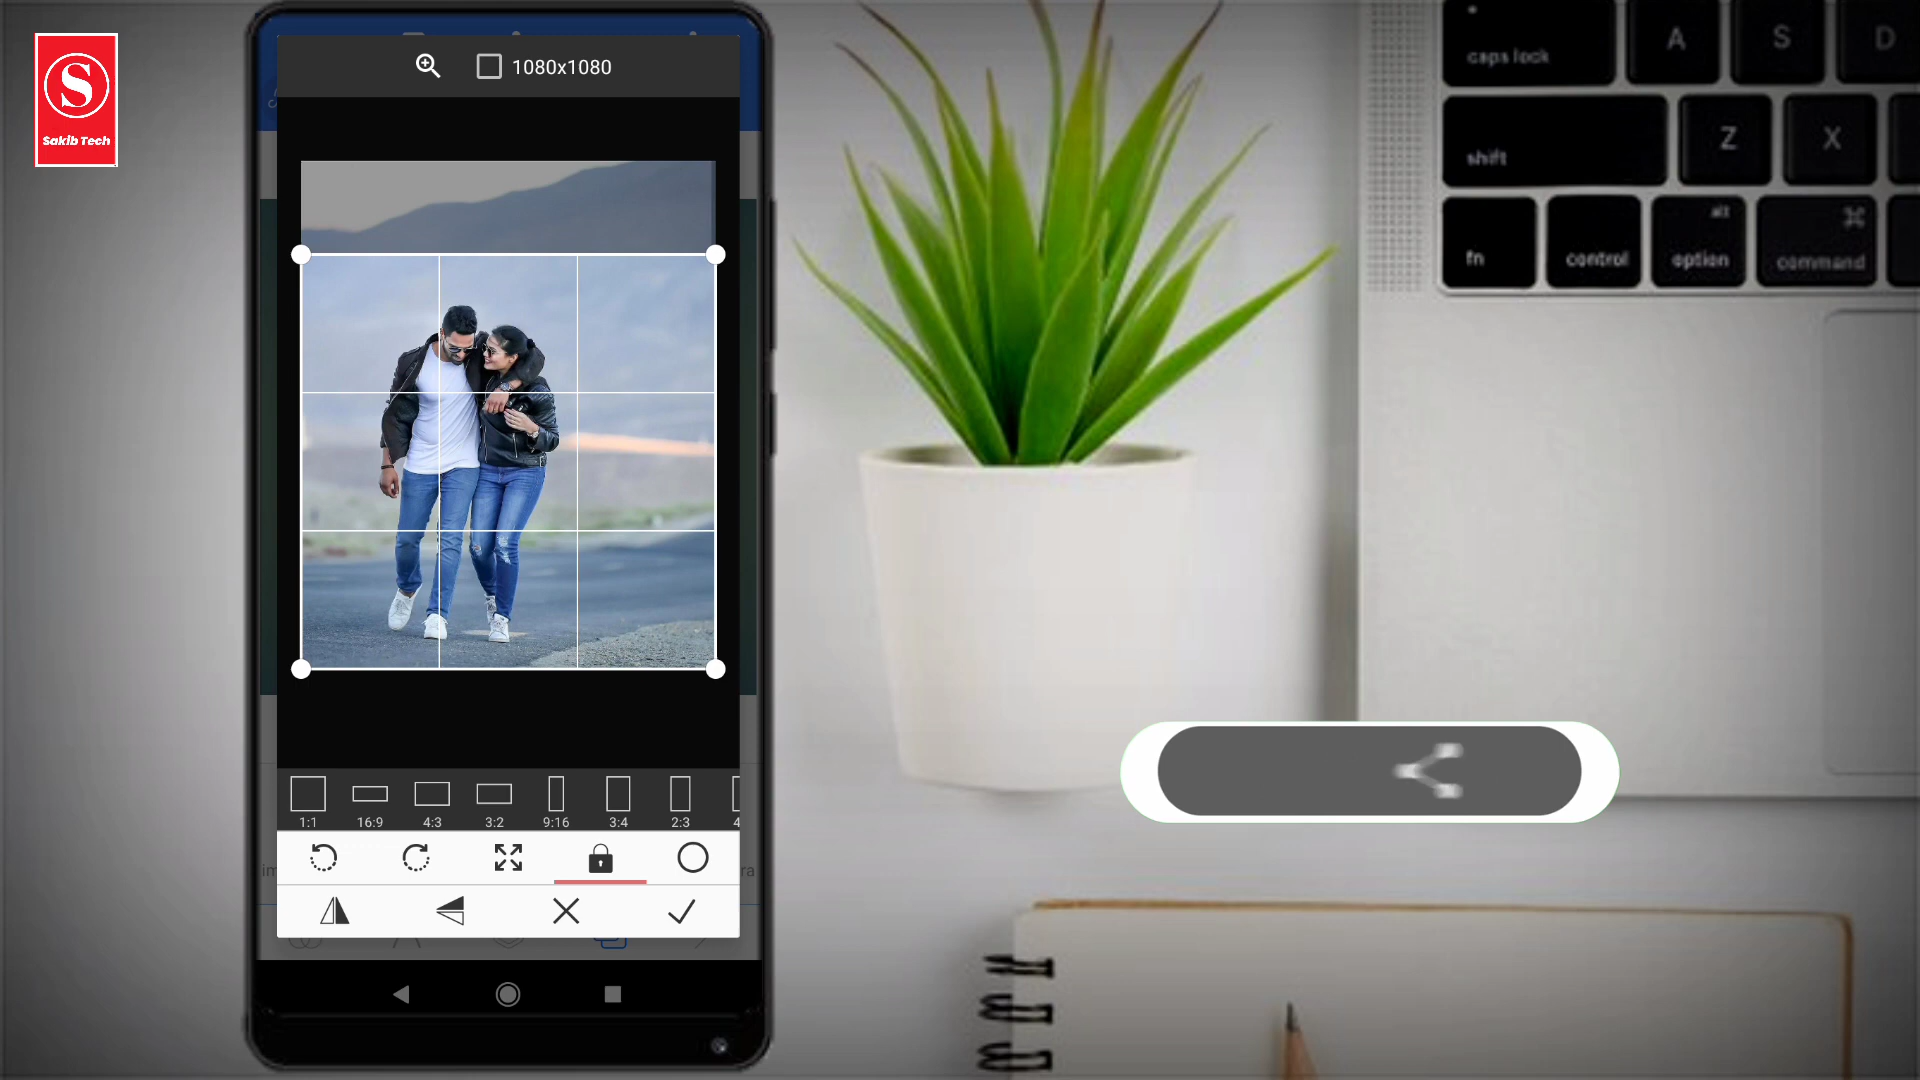 S
Sakib Tech
1080x1080
1:1 16:9 4:3 3:2 9:16 3:4 2:3
caps lock A S D
shift Z X
fn control alt option ⌘ command